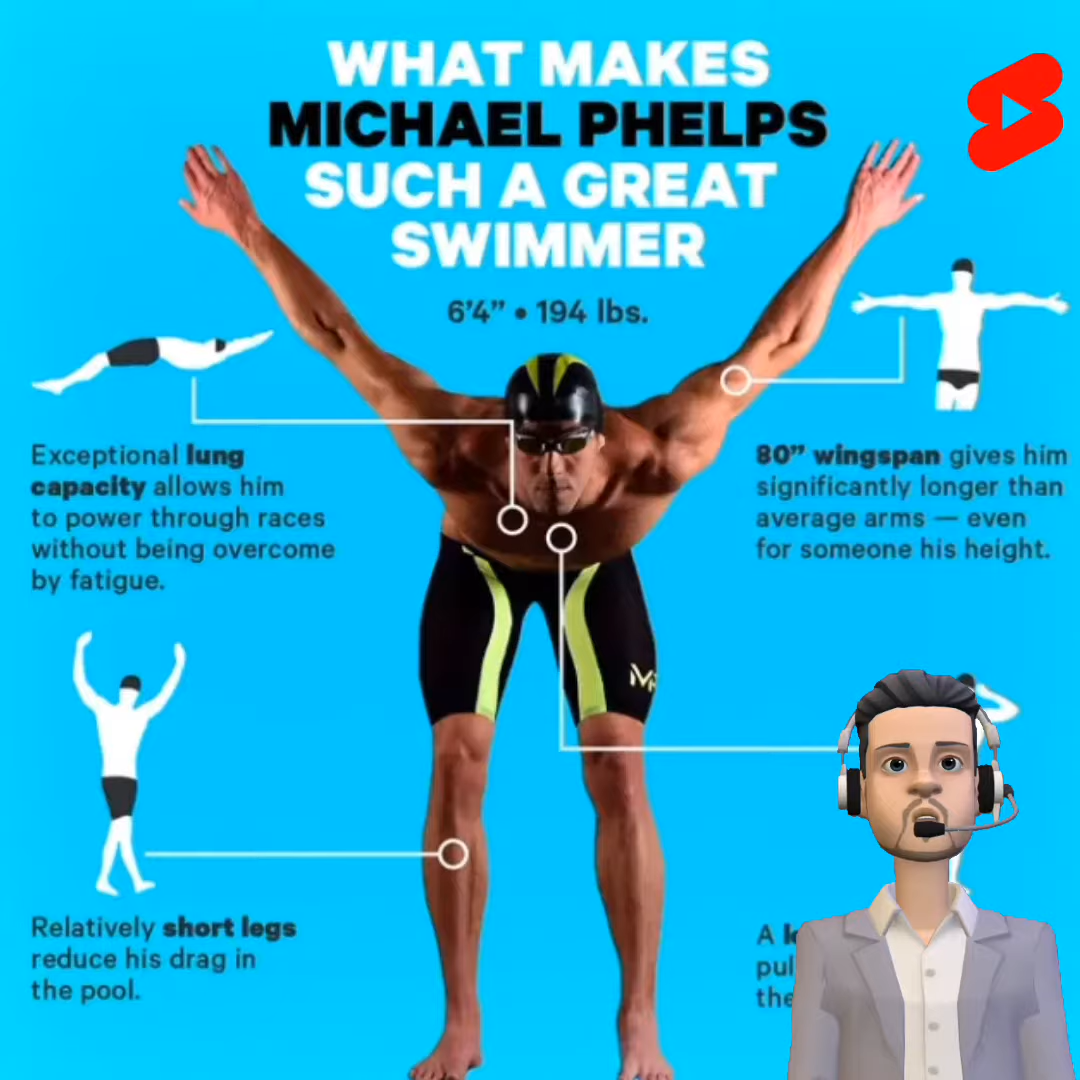 WHAT MAKES
MICHAEL PHELPS
SUCH A GREAT
SWIMMER
6’4” • 194 lbs.
Exceptional lung
capacity allows him
to power through races
without being overcome
by fatigue.
80” wingspan gives him
significantly longer than
average arms — even
for someone his height.
Relatively short legs
reduce his drag in
the pool.
A